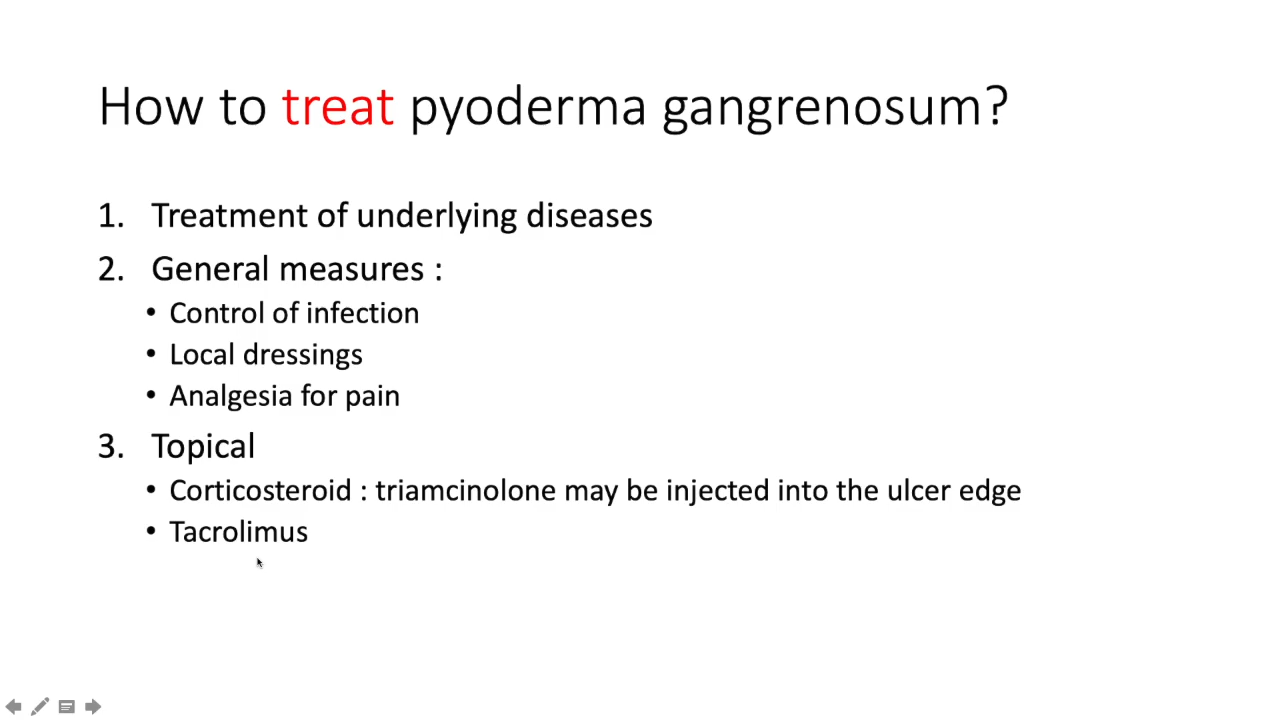 How to treat pyoderma gangrenosum?
1. Treatment of underlying diseases
2. General measures :
• Control of infection
• Local dressings
• Analgesia for pain
3. Topical
• Corticosteroid : triamcinolone may be injected into the ulcer edge
• Tacrolimus